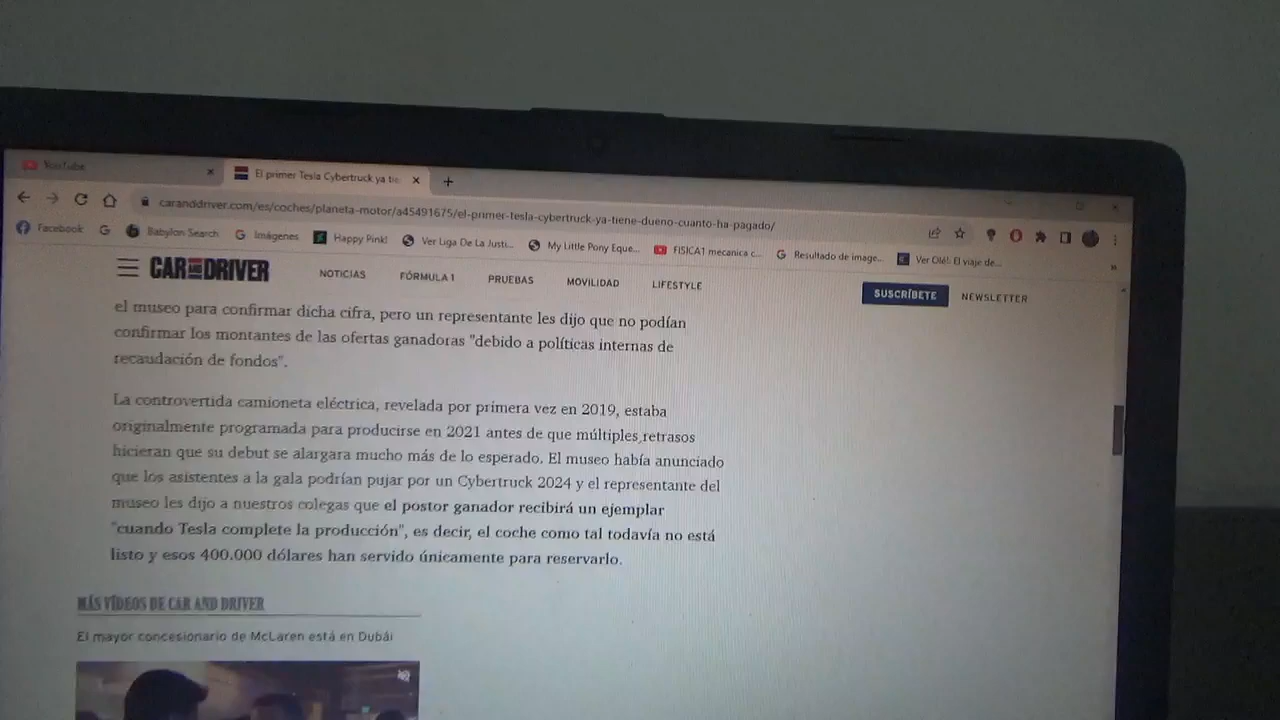 YouTube
El primer Tesla Cybertruck ya tie
caranddriver.com/es/coches/planeta-motor/a45491675/el-primer-tesla-cybertruck-ya-tiene-dueno-cuanto-ha-pagado/
Facebook Babylon Search Imágenes Happy Pink! Ver Liga De La Justi... My Little Pony Eque... FISICA1 mecanica c... Resultado de image... Ver Olé!: El viaje de...
CAR AND DRIVER NOTICIAS FÓRMULA 1 PRUEBAS MOVILIDAD LIFESTYLE SUSCRÍBETE NEWSLETTER
el museo para confirmar dicha cifra, pero un representante les dijo que no podían
confirmar los montantes de las ofertas ganadoras "debido a políticas internas de
recaudación de fondos".
La controvertida camioneta eléctrica, revelada por primera vez en 2019, estaba
originalmente programada para producirse en 2021 antes de que múltiples retrasos
hicieran que su debut se alargara mucho más de lo esperado. El museo había anunciado
que los asistentes a la gala podrían pujar por un Cybertruck 2024 y el representante del
museo les dijo a nuestros colegas que el postor ganador recibirá un ejemplar
"cuando Tesla complete la producción", es decir, el coche como tal todavía no está
listo y esos 400.000 dólares han servido únicamente para reservarlo.
MÁS VÍDEOS DE CAR AND DRIVER
El mayor concesionario de McLaren está en Dubái